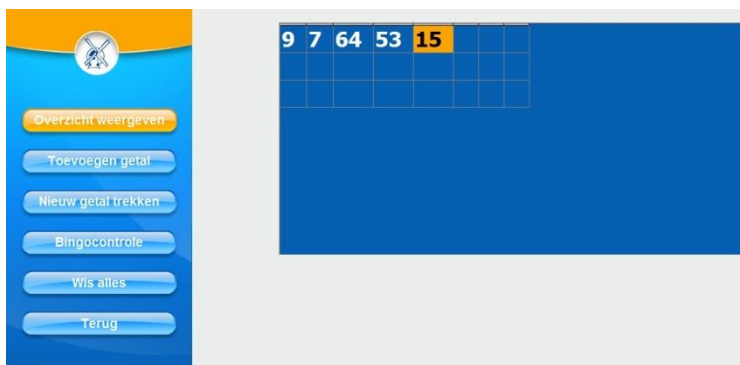 9 7 64 53 15
Overzicht weergeven
Toevoegen getal
Nieuw getal trekken
Bingocontrole
Wis alles
Terug